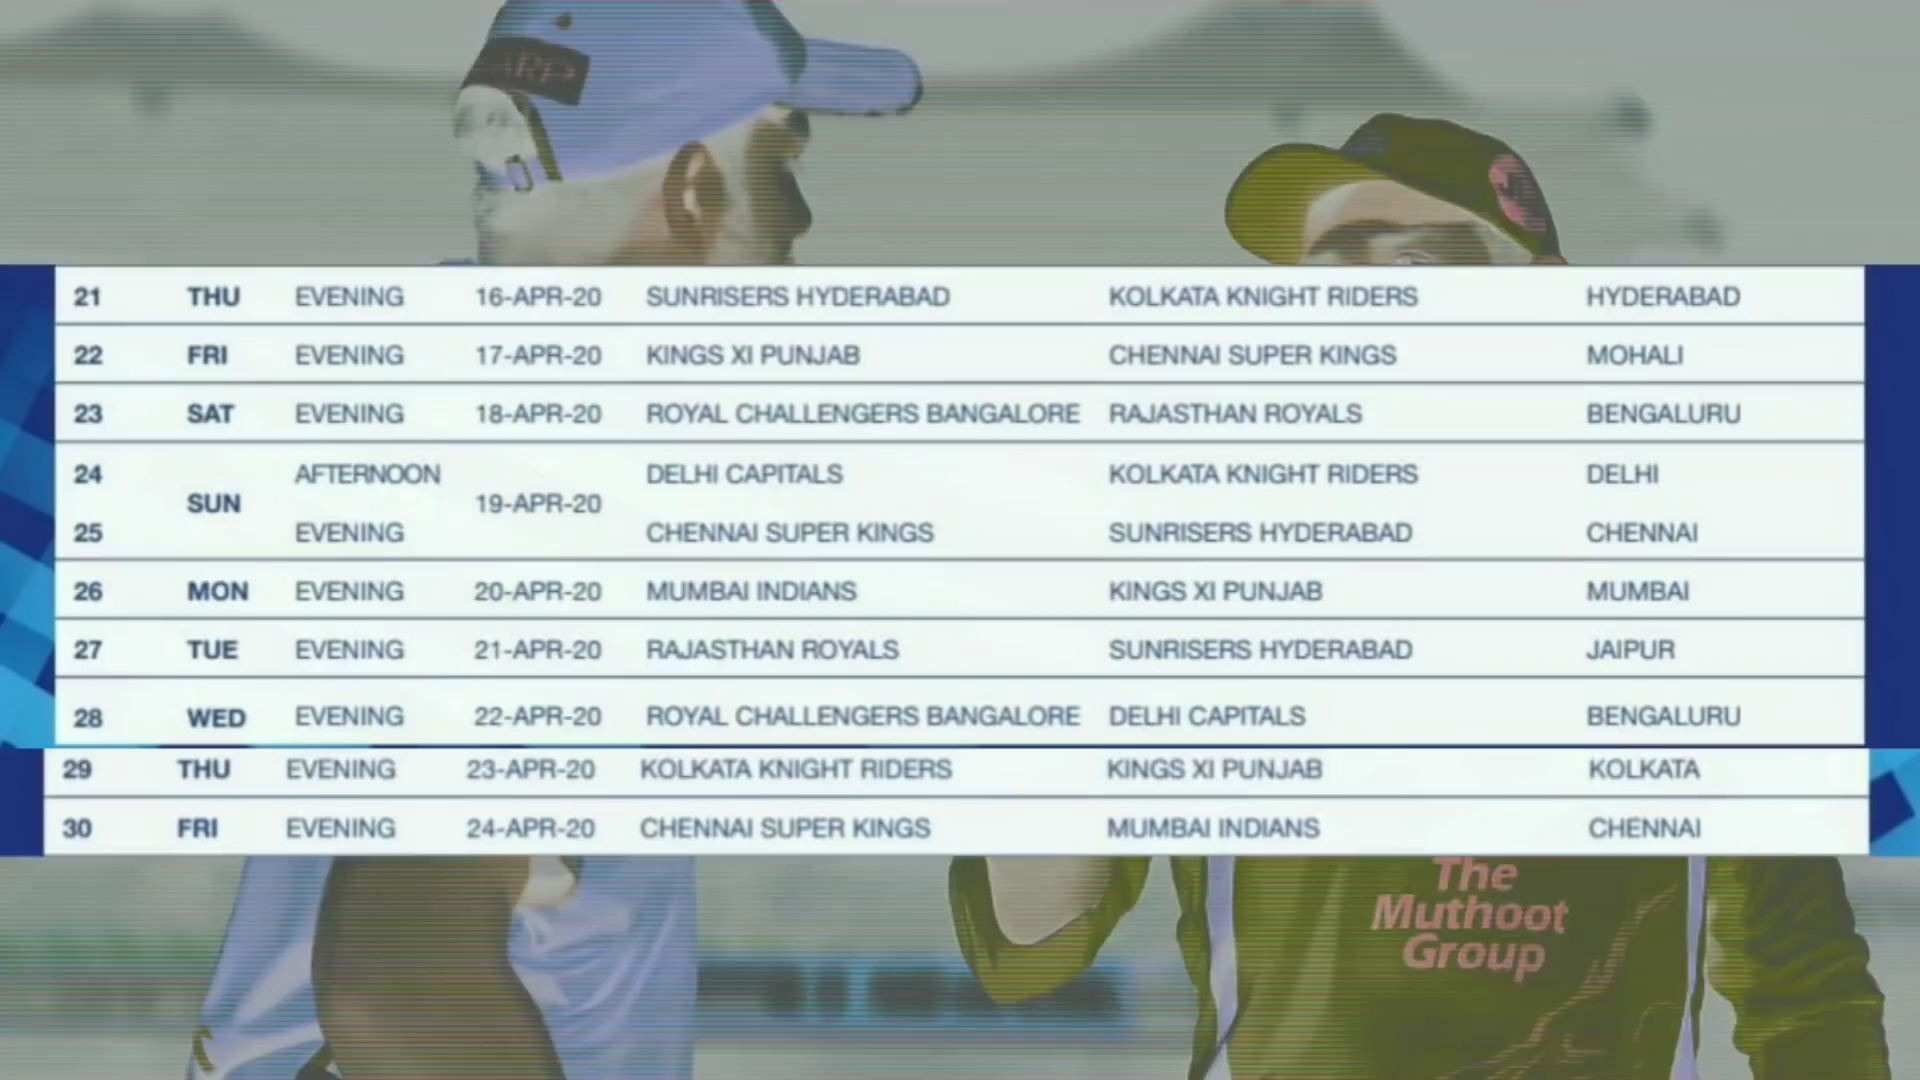 ARP
21 THU EVENING 16-APR-20 SUNRISERS HYDERABAD KOLKATA KNIGHT RIDERS HYDERABAD
22 FRI EVENING 17-APR-20 KINGS XI PUNJAB CHENNAI SUPER KINGS MOHALI
23 SAT EVENING 18-APR-20 ROYAL CHALLENGERS BANGALORE RAJASTHAN ROYALS BENGALURU
24 AFTERNOON DELHI CAPITALS KOLKATA KNIGHT RIDERS DELHI
SUN 19-APR-20
25 EVENING CHENNAI SUPER KINGS SUNRISERS HYDERABAD CHENNAI
26 MON EVENING 20-APR-20 MUMBAI INDIANS KINGS XI PUNJAB MUMBAI
27 TUE EVENING 21-APR-20 RAJASTHAN ROYALS SUNRISERS HYDERABAD JAIPUR
28 WED EVENING 22-APR-20 ROYAL CHALLENGERS BANGALORE DELHI CAPITALS BENGALURU
29 THU EVENING 23-APR-20 KOLKATA KNIGHT RIDERS KINGS XI PUNJAB KOLKATA
30 FRI EVENING 24-APR-20 CHENNAI SUPER KINGS MUMBAI INDIANS CHENNAI
The
Muthoot
Group